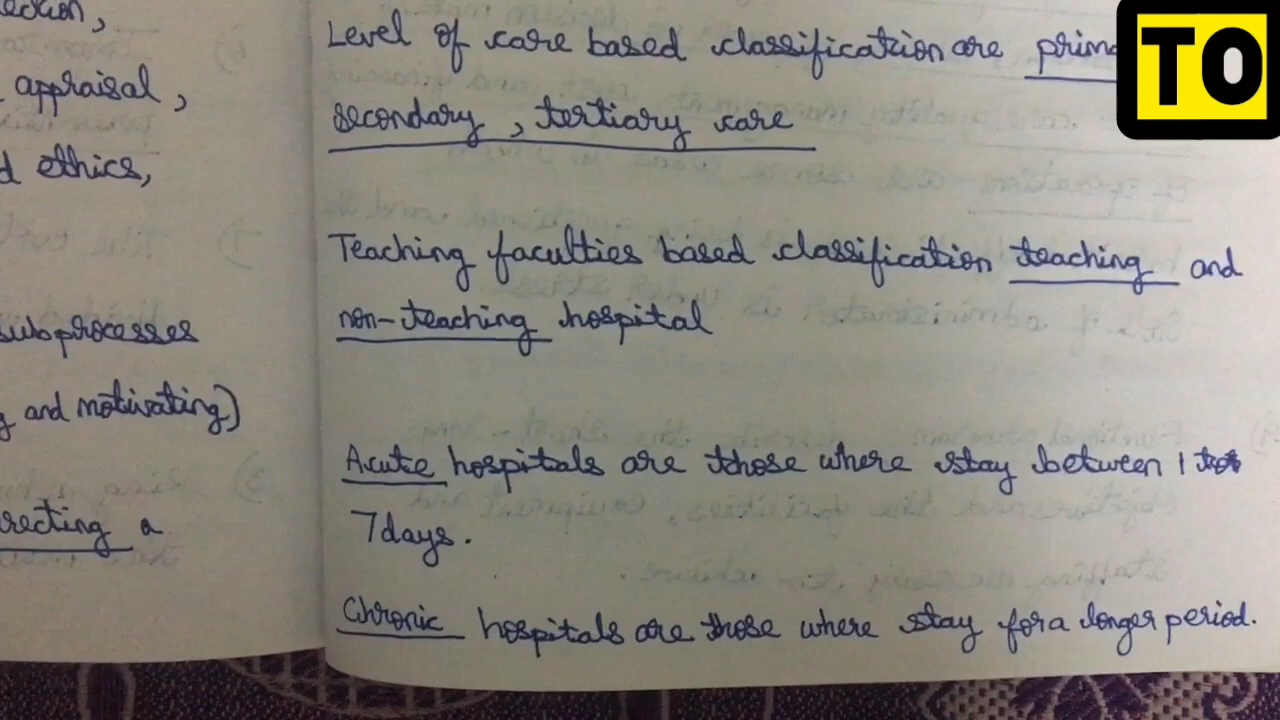 appraisal,
ethics,
subprocesses
and motivating)
recting a
Level of care based classification are
secondary, tertiary care
Teaching faculties based classification teaching and
non-teaching hospital
Acute hospitals are those where stay between 1 to
7days.
Chronic hospitals are those where stay for a longer period.
TO